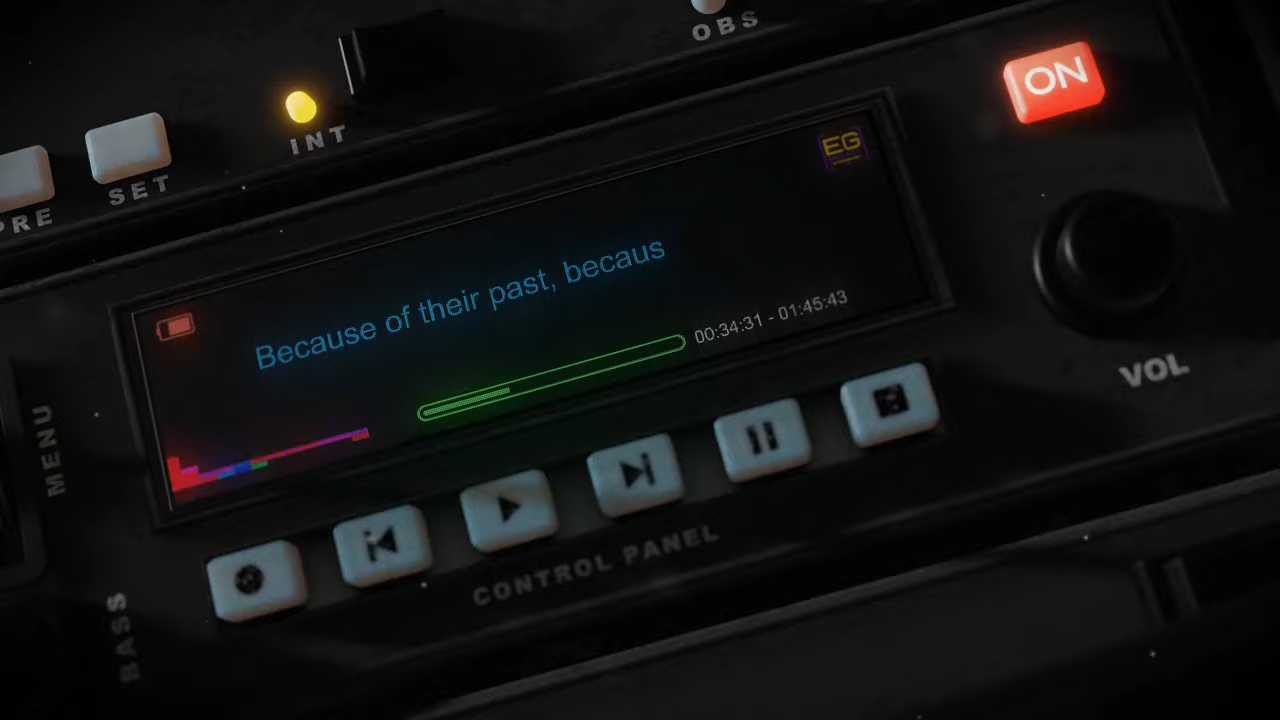 OBS
ON
INT
SET
PRE
EG
Because of their past, becaus
00:34:31 - 01:45:43
VOL
MENU
CONTROL PANEL
BASS